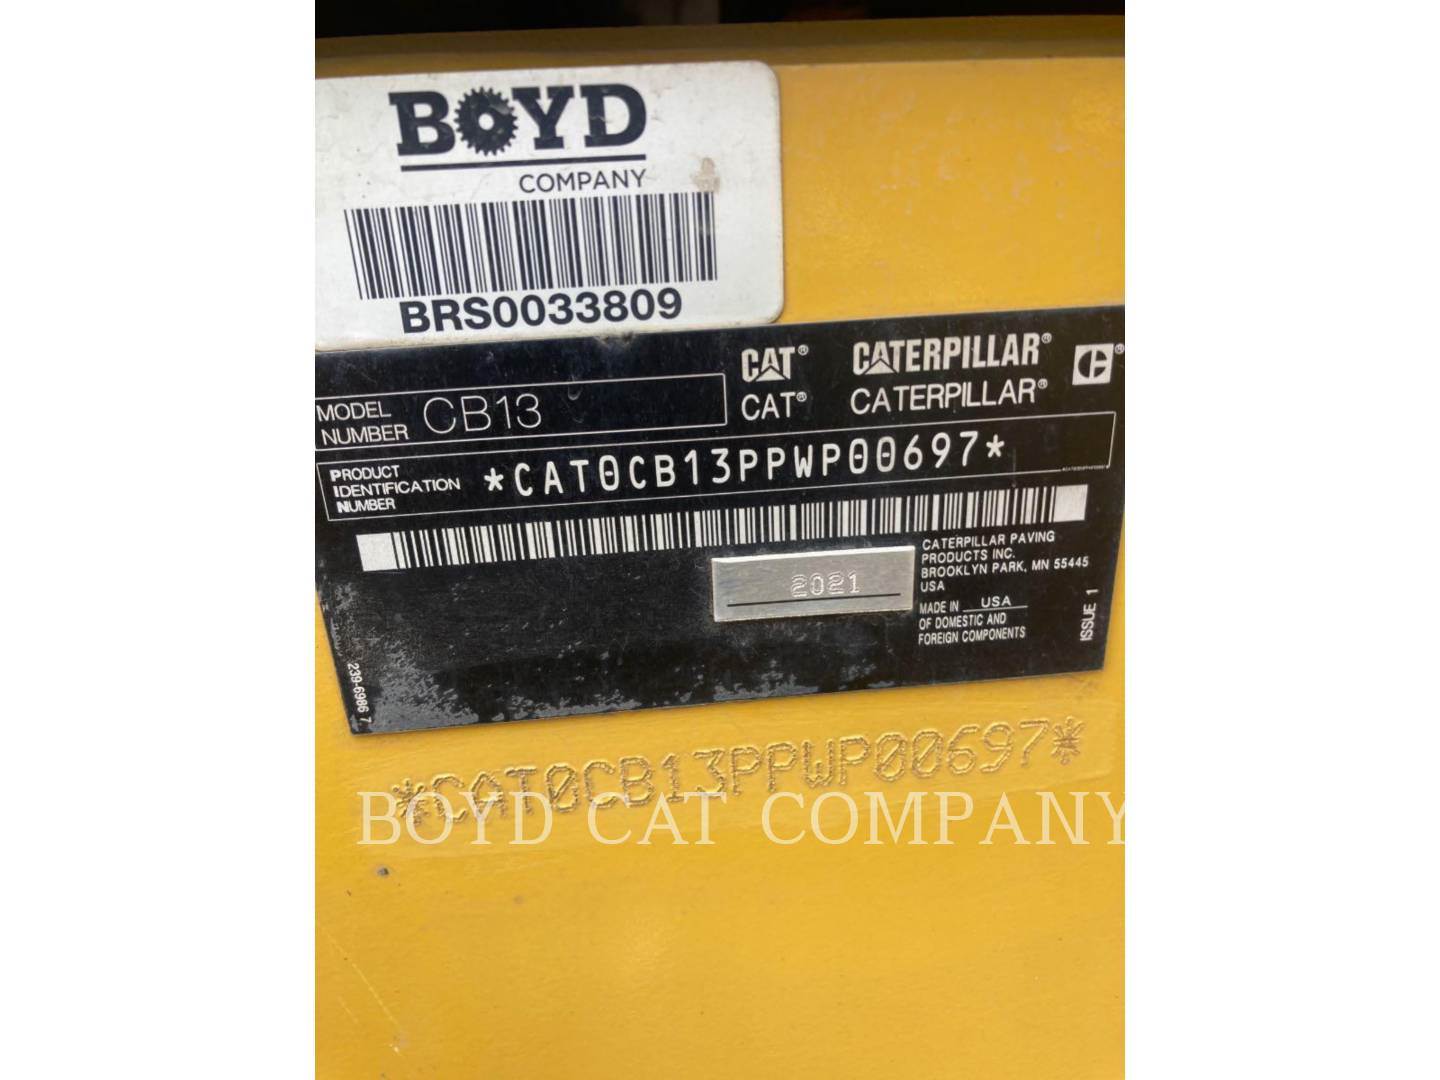 BOYD
COMPANY
BRS0033809
CAT® CATERPILLAR®
CAT® CATERPILLAR®
MODEL
NUMBER CB13
PRODUCT
IDENTIFICATION
NUMBER
*CAT0CB13PPWP00697*
2021
CATERPILLAR PAVING
PRODUCTS INC.
BROOKLYN PARK, MN 55445
USA
MADE IN USA
OF DOMESTIC AND
FOREIGN COMPONENTS
ISSUE 1
239-6986 7
*CAT0CB13PPWP00697*
BOYD CAT COMPANY